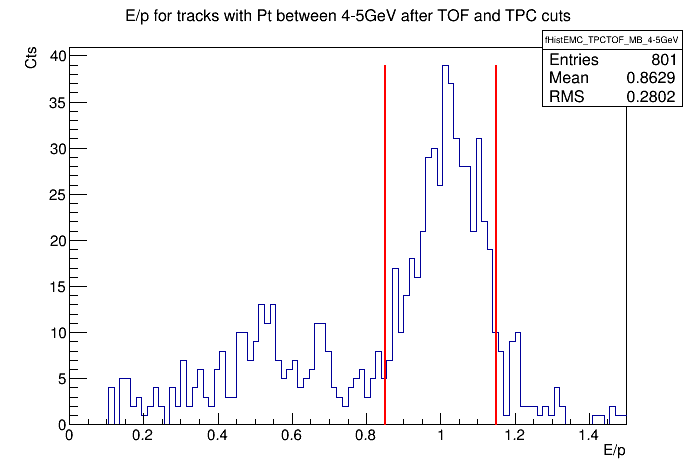 E/p for tracks with Pt between 4-5GeV after TOF and TPC cuts
fHistEMC_TPCTOF_MB_4-5GeV
Entries 801
Mean 0.8629
RMS 0.2802
Cts
40
35
30
25
20
15
10
5
0
0 0.2 0.4 0.6 0.8 1 1.2 1.4
E/p